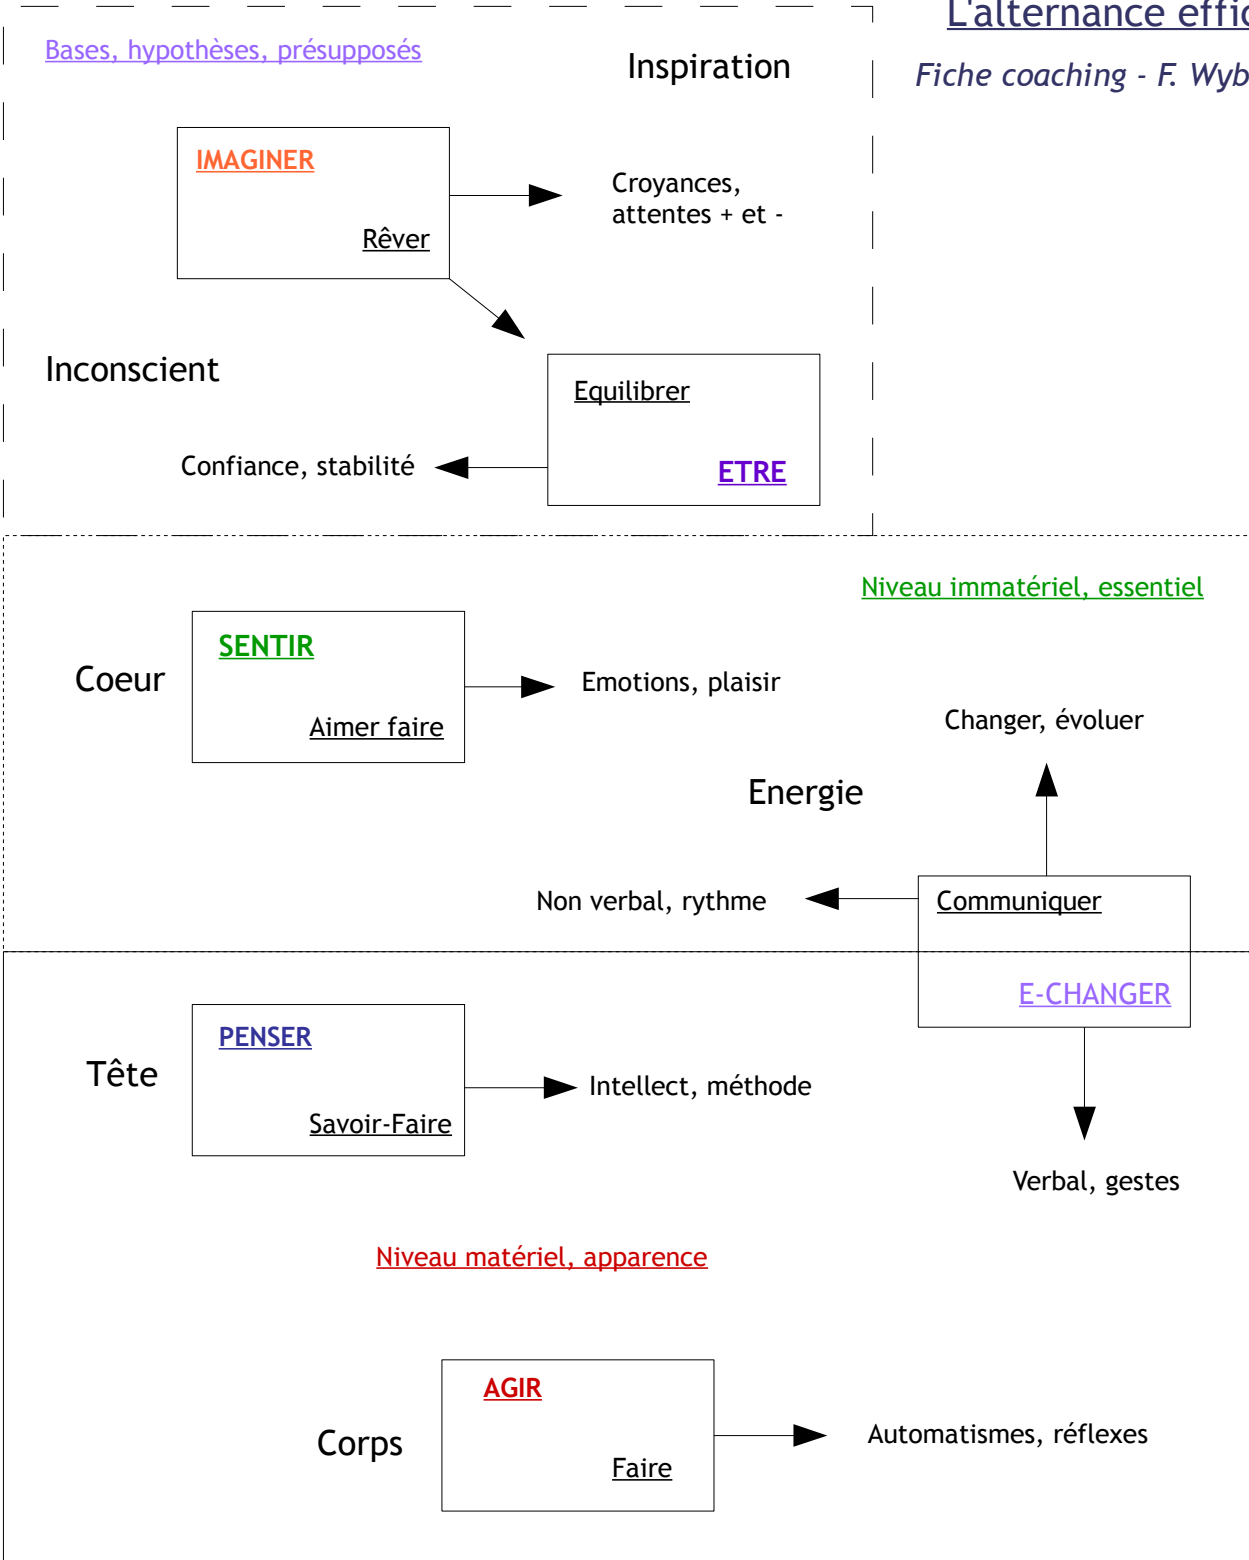 L'alternance
Fiche coaching - F.
Bases, hypothèses, présupposés
Inspiration
IMAGINER
Rêver
Croyances,
attentes + et -
Inconscient
Equilibrer
ETRE
Confiance, stabilité
Niveau immatériel, essentiel
SENTIR
Aimer faire
Coeur
Emotions, plaisir
Changer, évoluer
Energie
Non verbal, rythme
Communiquer
E-CHANGER
PENSER
Savoir-Faire
Tête
Intellect, méthode
Verbal, gestes
Niveau matériel, apparence
AGIR
Faire
Corps
Automatismes, réflexes